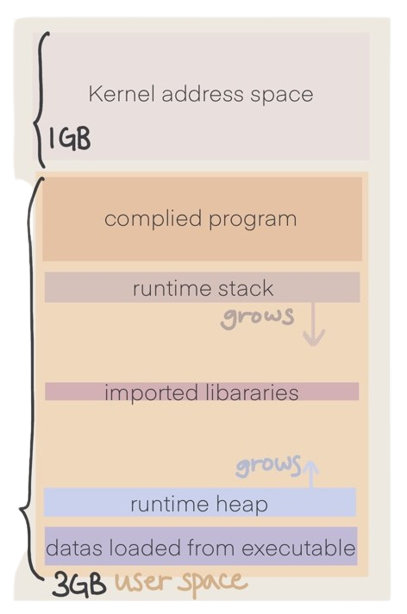 Kernel address space
1GB
complied program
runtime stack
grows
imported libararies
grows
runtime heap
datas loaded from executable
3GB user space